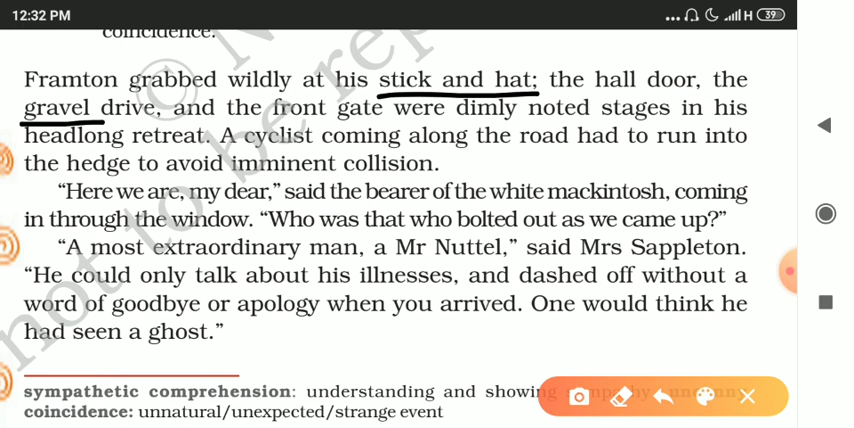 12:32 PM
... H 39
coincidence.
Framton grabbed wildly at his stick and hat; the hall door, the
gravel drive, and the front gate were dimly noted stages in his
headlong retreat. A cyclist coming along the road had to run into
the hedge to avoid imminent collision.
“Here we are, my dear,” said the bearer of the white mackintosh, coming
in through the window. “Who was that who bolted out as we came up?”
“A most extraordinary man, a Mr Nuttel,” said Mrs Sappleton.
“He could only talk about his illnesses, and dashed off without a
word of goodbye or apology when you arrived. One would think he
had seen a ghost.”
sympathetic comprehension: understanding and showing
coincidence: unnatural/unexpected/strange event
© N
not to be rep